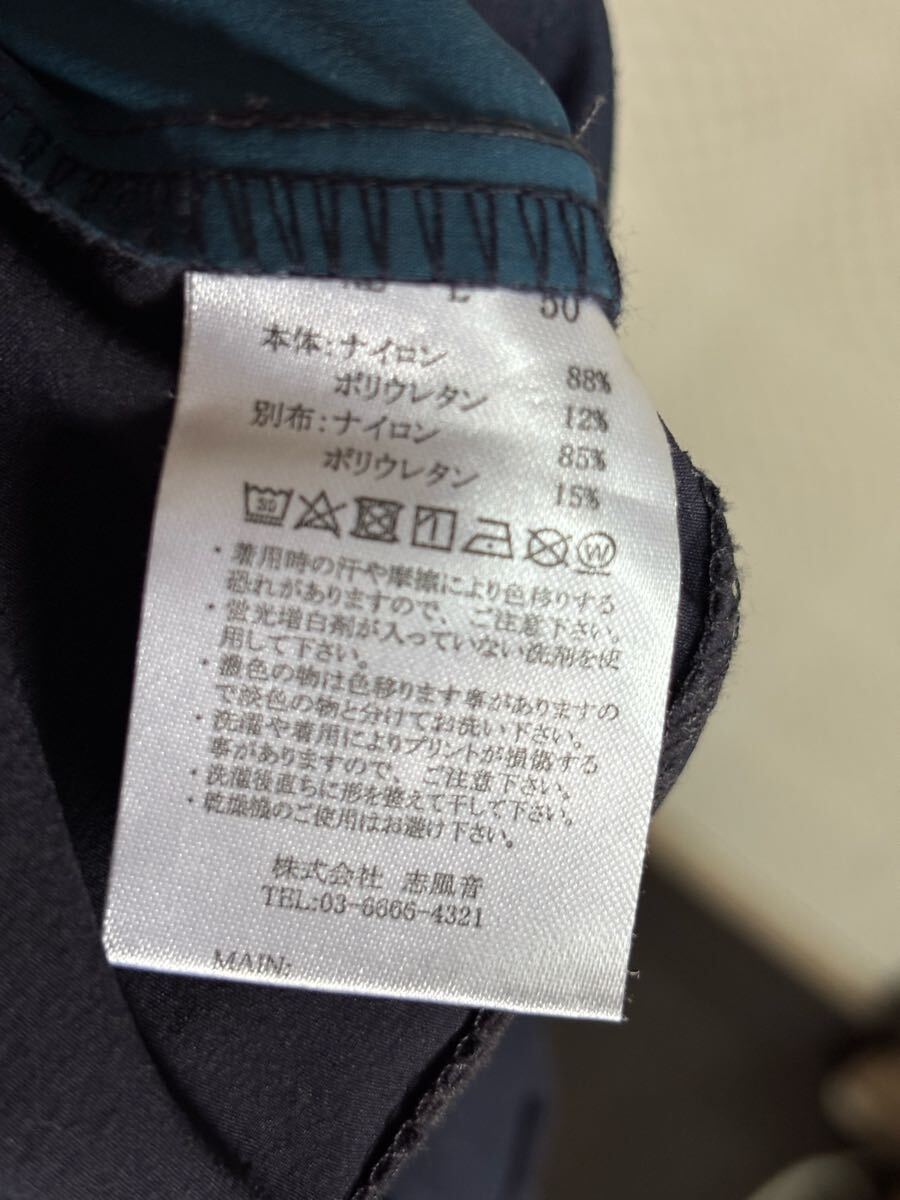 L 50
本体:ナイロン 88%
ポリウレタン 12%
別布:ナイロン 85%
ポリウレタン 15%
30 W
・着用時の汗や摩擦により色移りする
恐れがありますので、ご注意下さい。
・蛍光増白剤が入っていない洗剤を使
用して下さい。
・濃色の物は色移ります事がありますの
で淡色の物と分けてお洗い下さい。
・洗濯や着用によりプリントが損傷する
事がありますので、ご注意下さい。
・洗濯後直ちに形を整えて干して下さい。
・乾燥機のご使用はお避け下さい。
株式会社 志風音
TEL:03-6666-4321
MAIN: